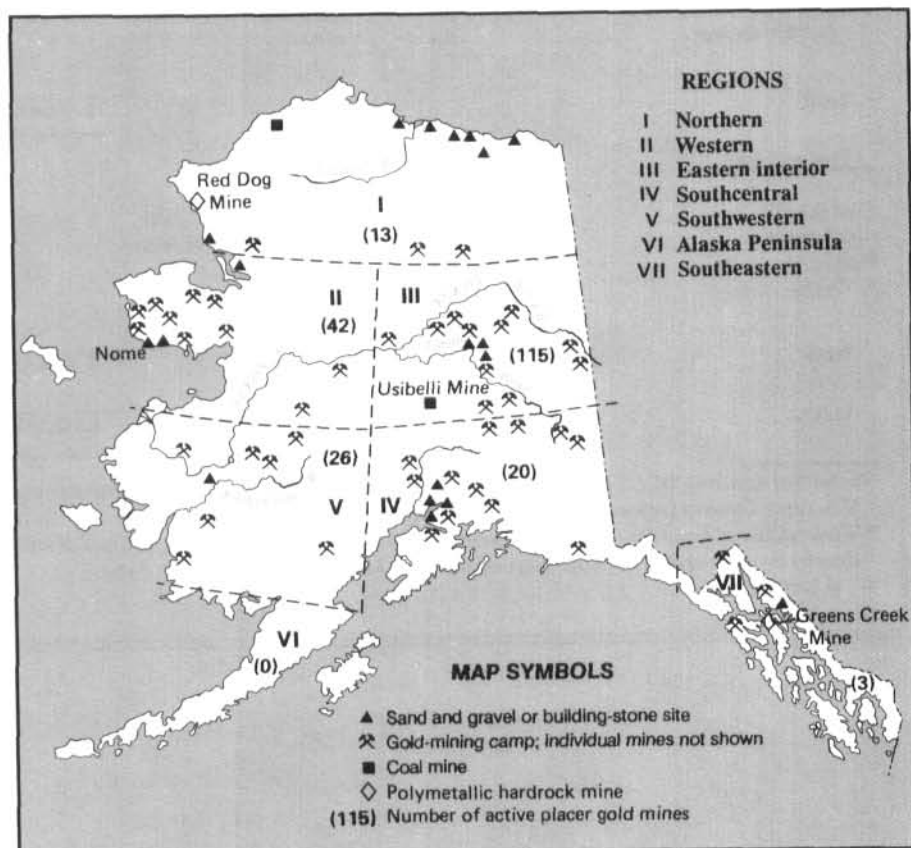 REGIONS
I Northern
II Western
III Eastern interior
IV Southcentral
V Southwestern
VI Alaska Peninsula
VII Southeastern
Red Dog
Mine
I
(13)
II
(42)
III
(115)
Nome
Usibelli Mine
(26)
V
IV
(20)
VI
(0)
VII
Greens Creek
Mine
(3)
MAP SYMBOLS
Sand and gravel or building-stone site
Gold-mining camp; individual mines not shown
Coal mine
Polymetallic hardrock mine
(115) Number of active placer gold mines